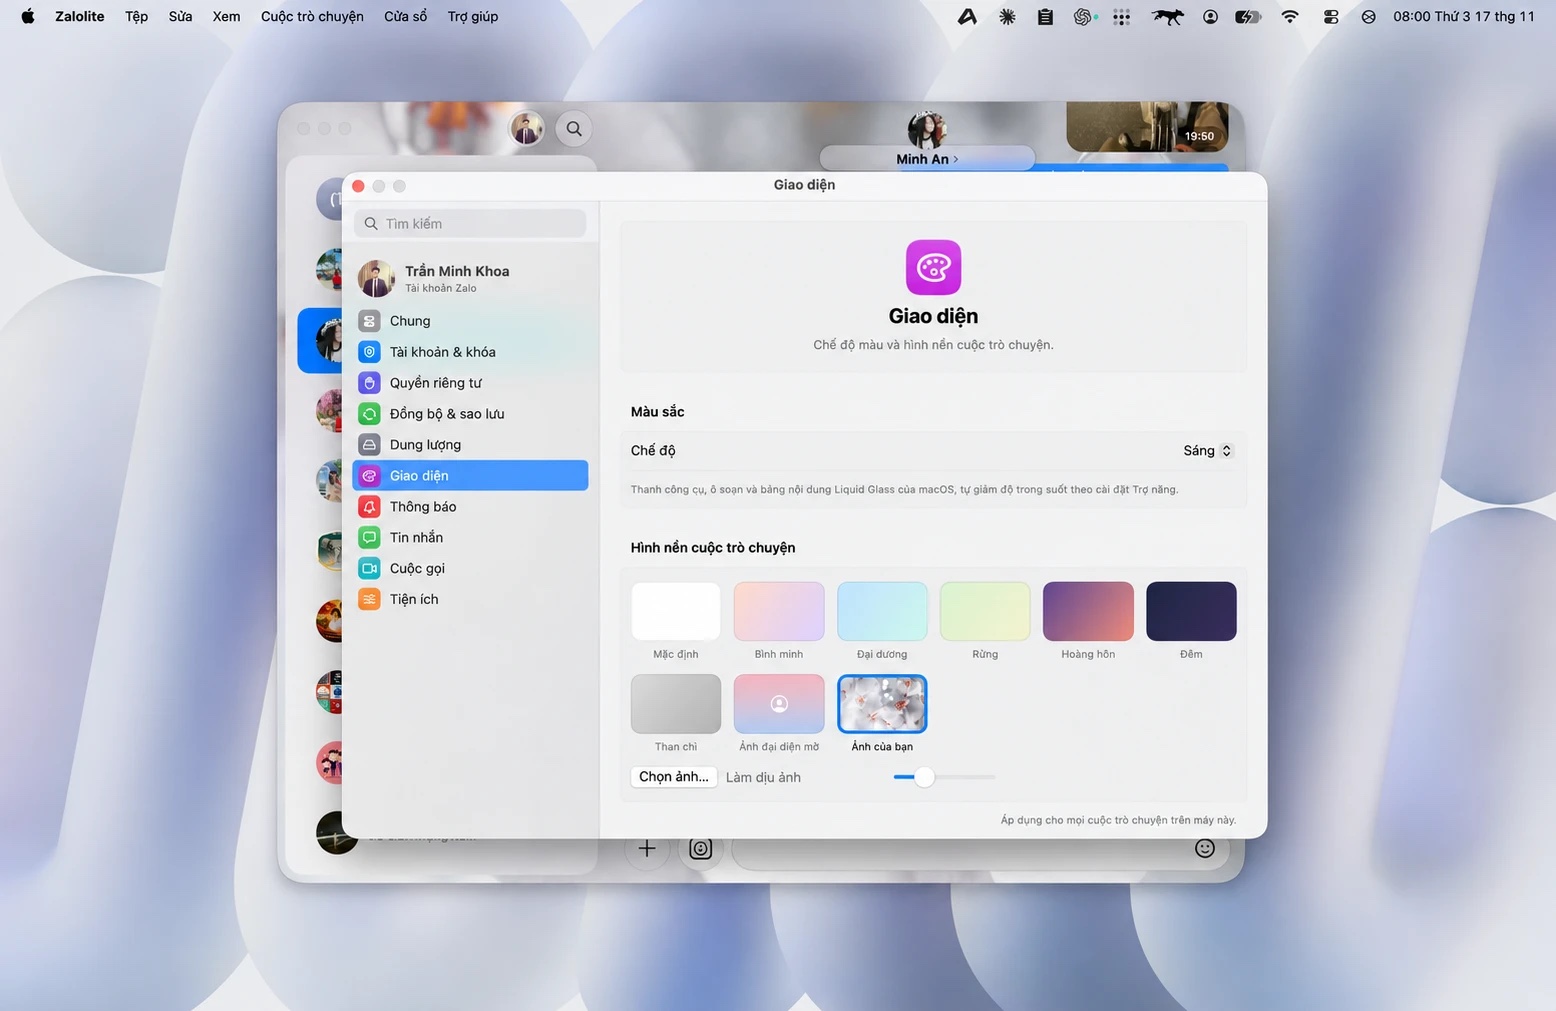 Zalolite Tệp Sửa Xem Cuộc trò chuyện Cửa sổ Trợ giúp
08:00 Thứ 3 17 thg 11
19:50
Minh An ›
Giao diện
Tìm kiếm
Trần Minh Khoa
Tài khoản Zalo
Chung
Tài khoản & khóa
Quyền riêng tư
Đồng bộ & sao lưu
Dung lượng
Giao diện
Thông báo
Tin nhắn
Cuộc gọi
Tiện ích
Giao diện
Chế độ màu và hình nền cuộc trò chuyện.
Màu sắc
Chế độ Sáng
Thanh công cụ, ô soạn và bảng nội dung Liquid Glass của macOS, tự giảm độ trong suốt theo cài đặt Trợ năng.
Hình nền cuộc trò chuyện
Mặc định Bình minh Đại dương Rừng Hoàng hôn Đêm
Than chì Ảnh đại diện mờ Ảnh của bạn
Chọn ảnh... Làm dịu ảnh
Áp dụng cho mọi cuộc trò chuyện trên máy này.